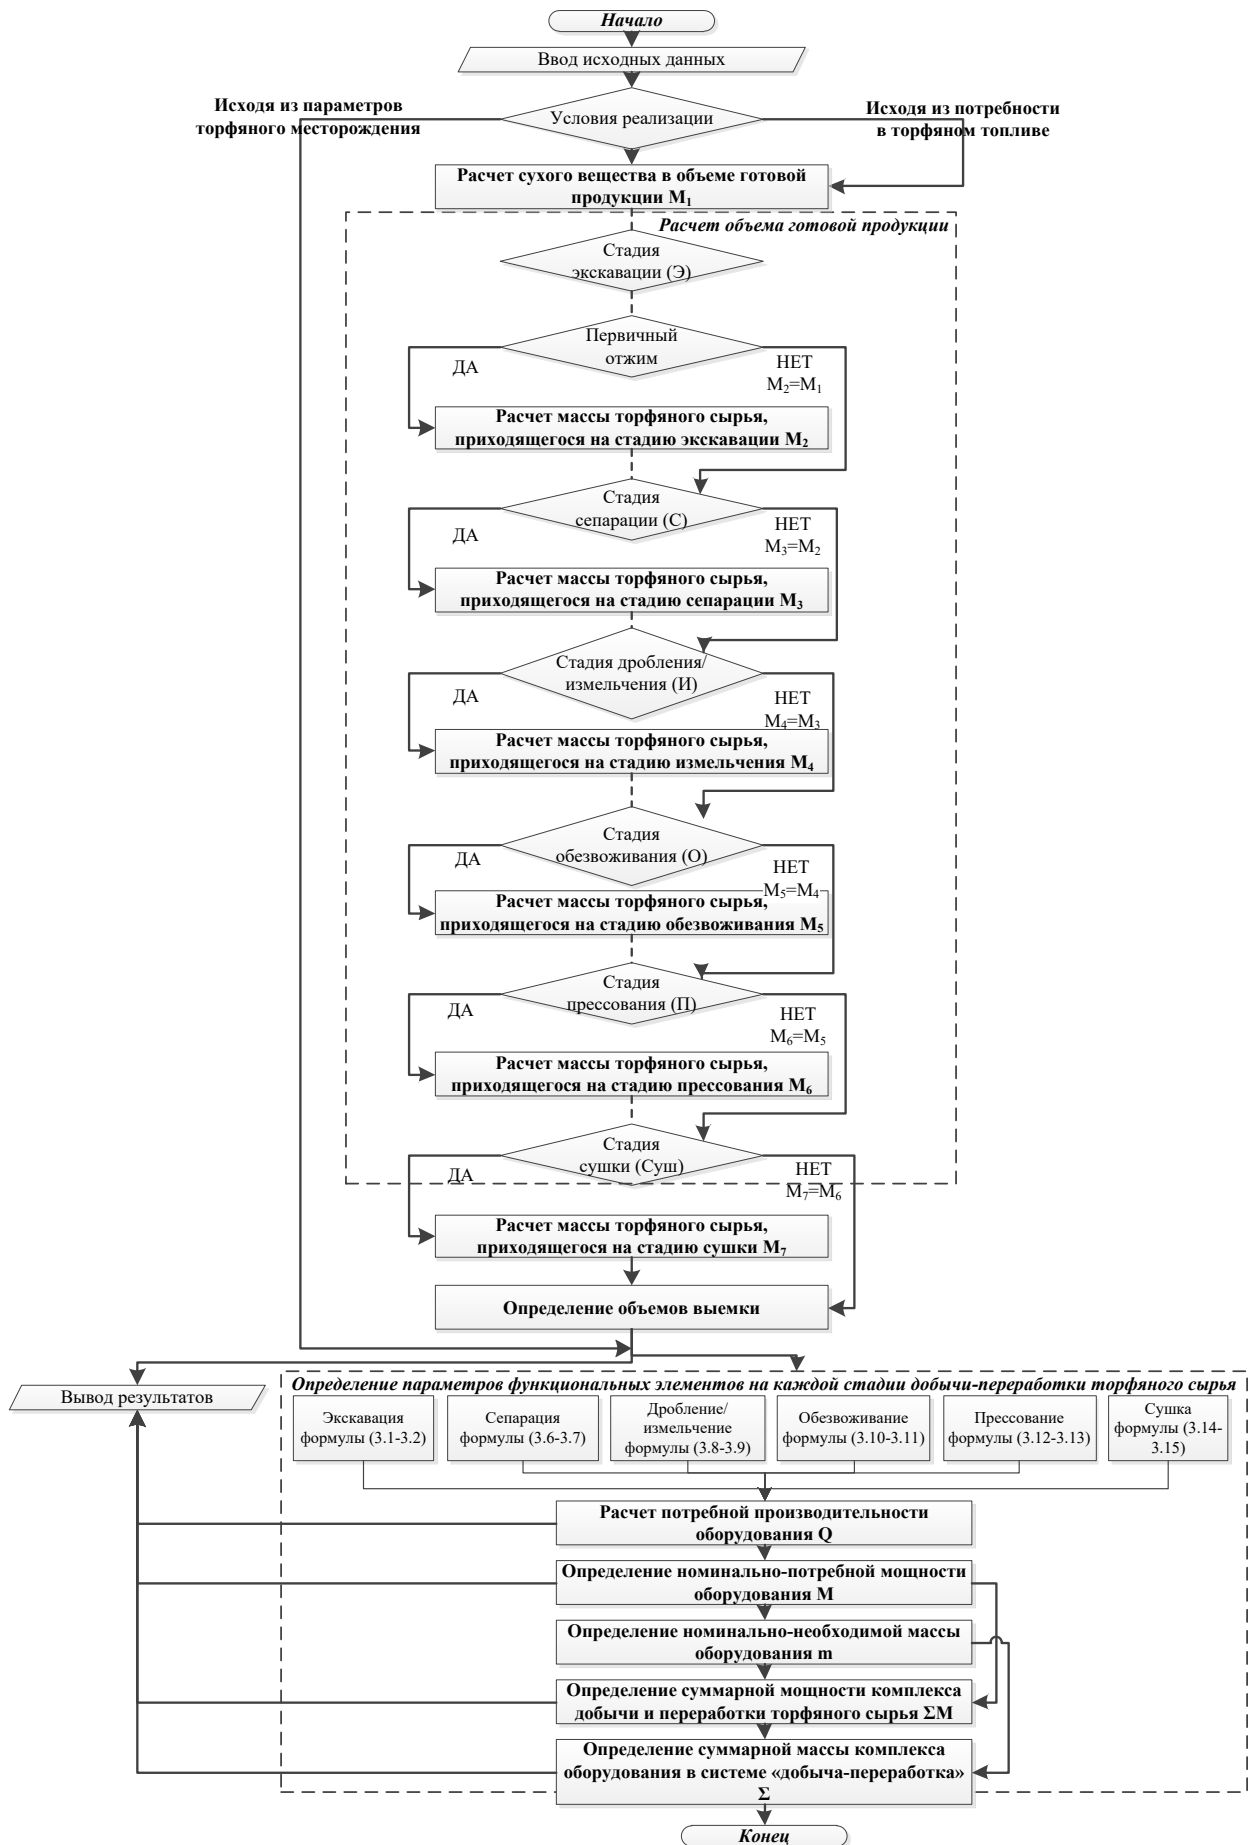 Начало
Ввод исходных данных
Исходя из параметров
торфяного месторождения
Условия реализации
Исходя из потребности
в торфяном топливе
Расчет сухого вещества в объеме готовой
продукции M₁
Расчет объема готовой продукции
Стадия
экскавации (Э)
Первичный
отжим
ДА
НЕТ
M₂=M₁
Расчет массы торфяного сырья,
приходящегося на стадию экскавации M₂
Стадия
сепарации (С)
ДА
НЕТ
M₃=M₂
Расчет массы торфяного сырья,
приходящегося на стадию сепарации M₃
Стадия дробления/
измельчения (И)
ДА
НЕТ
M₄=M₃
Расчет массы торфяного сырья,
приходящегося на стадию измельчения M₄
Стадия
обезвоживания (О)
ДА
НЕТ
M₅=M₄
Расчет массы торфяного сырья,
приходящегося на стадию обезвоживания M₅
Стадия
прессования (П)
ДА
НЕТ
M₆=M₅
Расчет массы торфяного сырья,
приходящегося на стадию прессования M₆
Стадия
сушки (Суш)
ДА
НЕТ
M₇=M₆
Расчет массы торфяного сырья,
приходящегося на стадию сушки M₇
Определение объемов выемки
Вывод результатов
Определение параметров функциональных элементов на каждой стадии добычи-переработки торфяного сырья
Экскавация
формулы (3.1-3.2)
Сепарация
формулы (3.6-3.7)
Дробление/
измельчение
формулы (3.8-3.9)
Обезвоживание
формулы (3.10-3.11)
Прессование
формулы (3.12-3.13)
Сушка
формулы (3.14-
3.15)
Расчет потребной производительности
оборудования Q
Определение номинально-потребной мощности
оборудования М
Определение номинально-необходимой массы
оборудования m
Определение суммарной мощности комплекса
добычи и переработки торфяного сырья ΣМ
Определение суммарной массы комплекса
оборудования в системе «добыча-переработка»
Σ
Конец